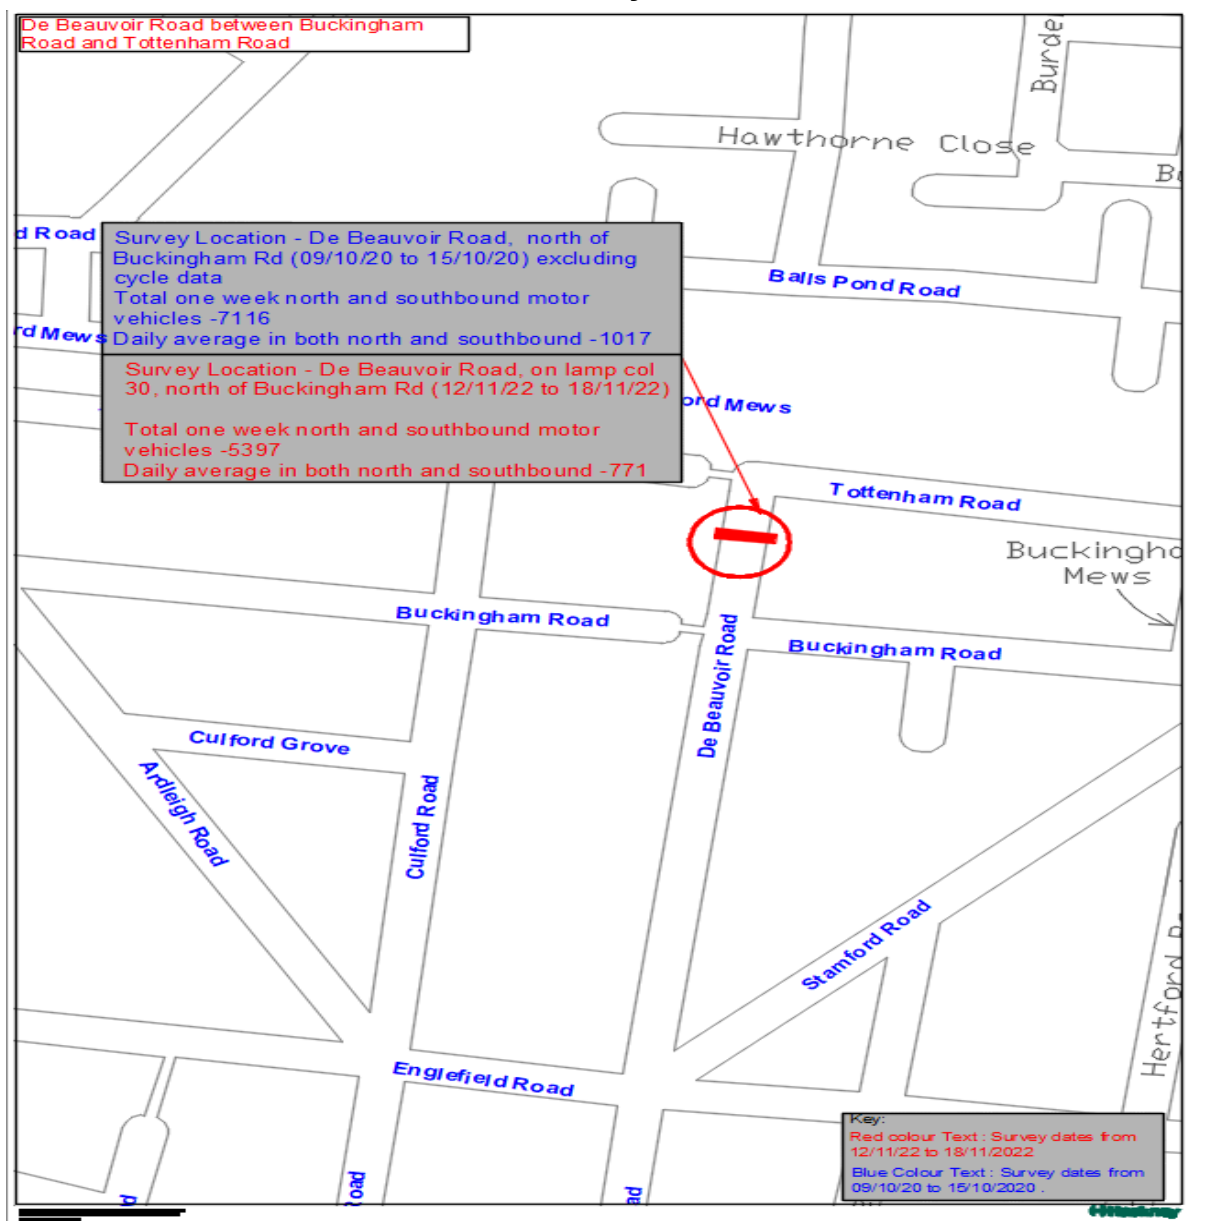 De Beauvoir Road between Buckingham
Road and Tottenham Road
Burde
Hawthorne Close
d Road
Survey Location - De Beauvoir Road, north of
Buckingham Rd (09/10/20 to 15/10/20) excluding
cycle data
Total one week north and southbound motor
vehicles -7116
Daily average in both north and southbound -1017
Balls Pond Road
rd Mews
Survey Location - De Beauvoir Road, on lamp col
30, north of Buckingham Rd (12/11/22 to 18/11/22)
Total one week north and southbound motor
vehicles -5397
Daily average in both north and southbound -771
ord Mews
Tottenham Road
Buckingha
Mews
Buckingham Road
Buckingham Road
De Beauvoir Road
Culford Grove
Ardleigh Road
Culford Road
Stamford Road
Hertford
Englefield Road
Key:
Red colour Text : Survey dates from
12/11/22 to 18/11/2022
Blue Colour Text : Survey dates from
09/10/20 to 15/10/2020 .
d
Road
ad